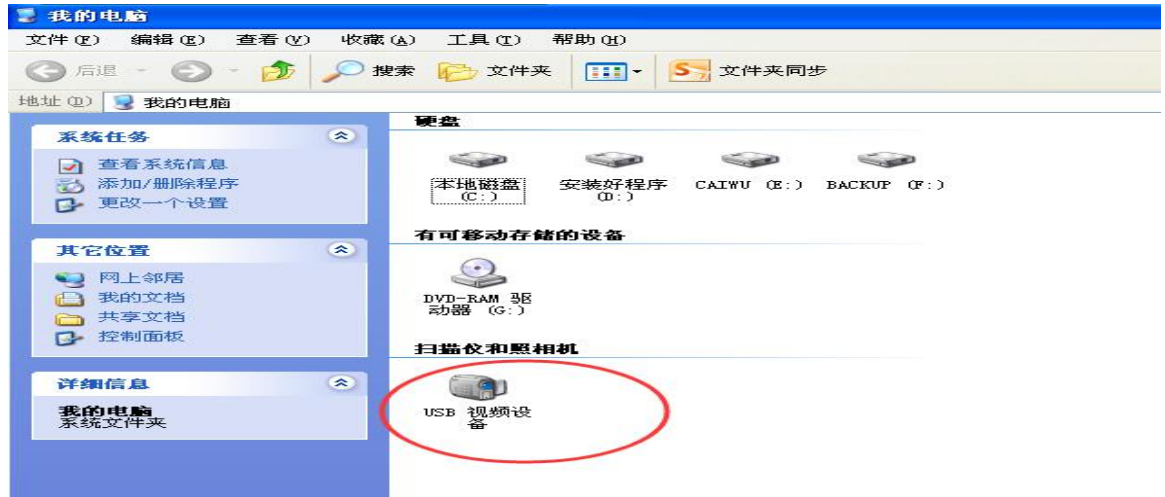 我的电脑
文件(F) 编辑(E) 查看(V) 收藏(A) 工具(T) 帮助(H)
后退 搜索 文件夹 文件夹同步
地址(D) 我的电脑
系统任务
查看系统信息
添加/删除程序
更改一个设置
其它位置
网上邻居
我的文档
共享文档
控制面板
详细信息
我的电脑
系统文件夹
硬盘
本地磁盘 安装好程序 CAIWU (E:) BACKUP (F:)
(C:) (D:)
有可移动存储的设备
DVD-RAM 驱
动器 (G:)
扫描仪和照相机
USB 视频设
备